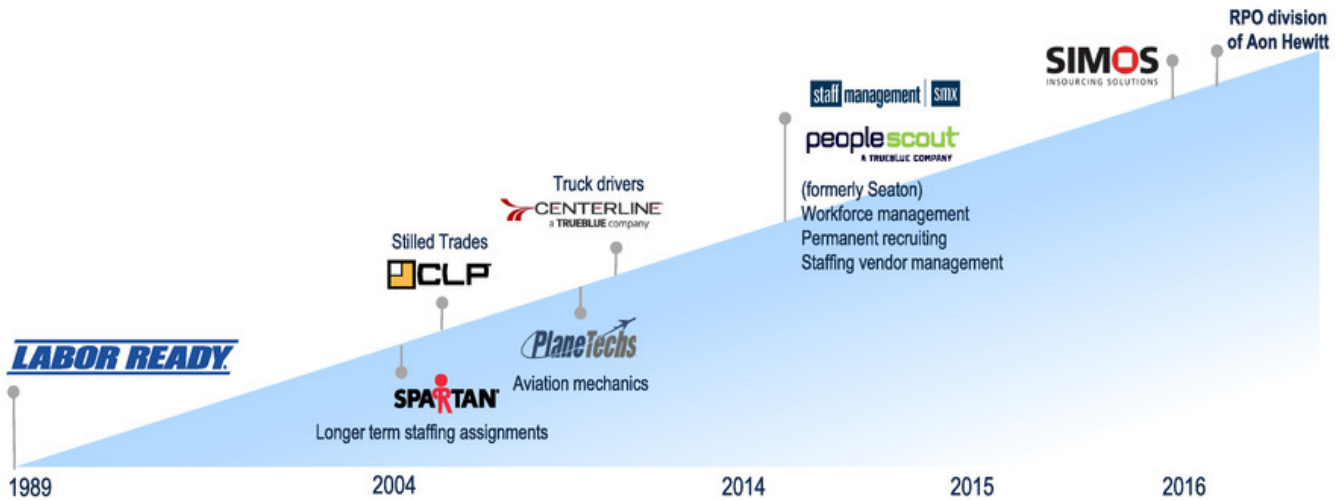 RPO division
of Aon Hewitt
SIMOS
INSOURCING SOLUTIONS
staff management | smx
peoplescout
A TRUEBLUE COMPANY
(formerly Seaton)
Workforce management
Permanent recruiting
Staffing vendor management
Truck drivers
CENTERLINE
a TRUEBLUE company
Stilled Trades
CLP
LABOR READY.
PlaneTechs
Aviation mechanics
SPARTAN
Longer term staffing assignments
1989
2004
2014
2015
2016